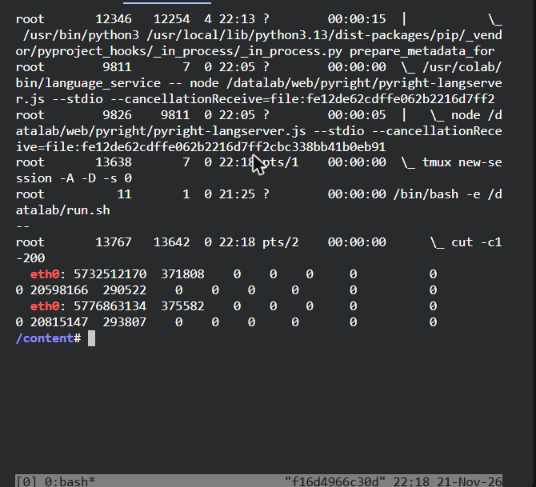 root       12346   12254  4 22:13 ?        00:00:15  |           \_
 /usr/bin/python3 /usr/local/lib/python3.13/dist-packages/pip/_vend
or/pyproject_hooks/_in_process/_in_process.py prepare_metadata_for
root        9811       7  0 22:05 ?        00:00:00  \_ /usr/colab/
bin/language_service -- node /datalab/web/pyright/pyright-langserve
r.js --stdio --cancellationReceive=file:fe12de62cdffe062b2216d7ff2
root        9826    9811  0 22:05 ?        00:00:05  |   \_ node /d
atalab/web/pyright/pyright-langserver.js --stdio --cancellationRece
ive=file:fe12de62cdffe062b2216d7ff2cbc338bb41b0eb91
root       13638       7  0 22:18 pts/1    00:00:00  \_ tmux new-se
ssion -A -D -s 0
root          11       1  0 21:25 ?        00:00:00 /bin/bash -e /d
atalab/run.sh
--
root       13767   13642  0 22:18 pts/2    00:00:00      \_ cut -c1
-200
  eth0: 5732512170  371808    0    0    0     0          0
0 20598166  290522    0    0    0     0       0          0
  eth0: 5776863134  375582    0    0    0     0          0
0 20815147  293807    0    0    0     0       0          0
/content#
[0] 0:bash* "f16d4966c30d" 22:18 21-Nov-26